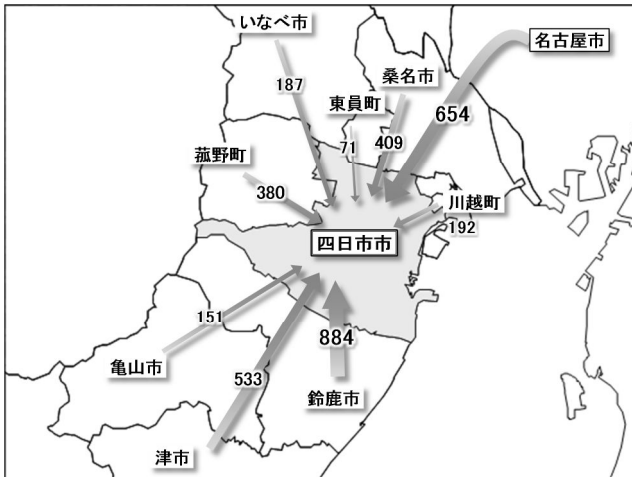 いなべ市
名古屋市
187
桑名市
東員町
654
71
409
菰野町
380
川越町
192
四日市市
151
884
亀山市
533
鈴鹿市
津市